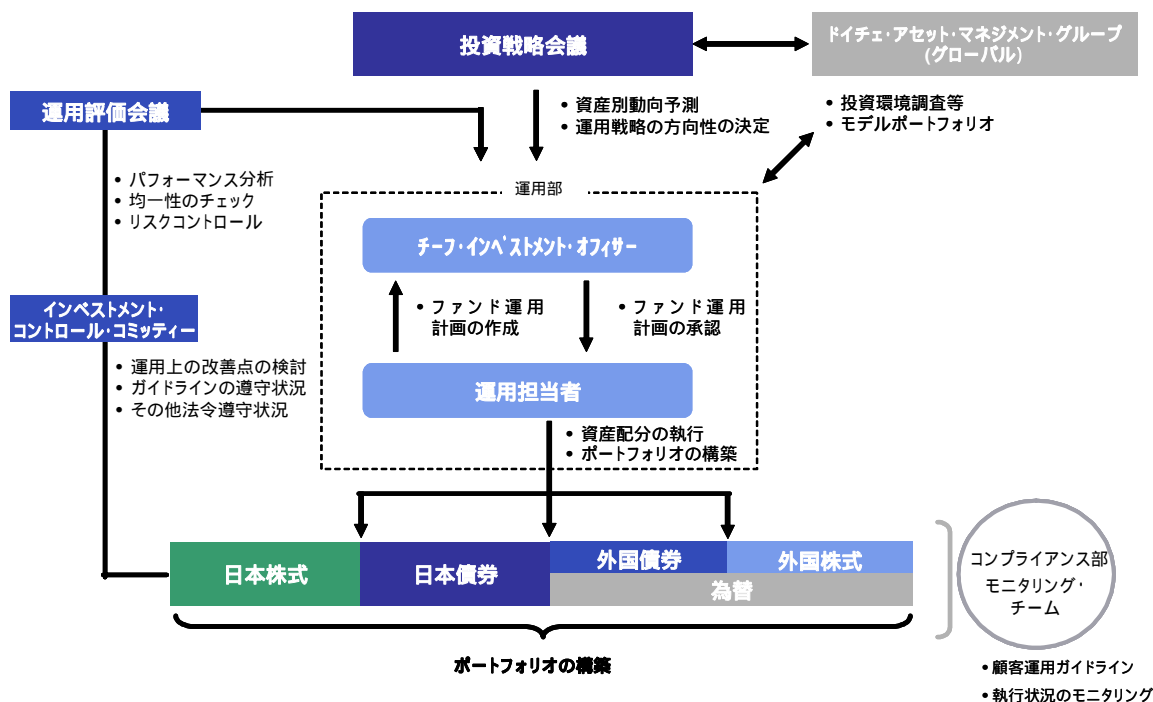 投資戦略会議
ドイチェ・アセット・マネジメント・グループ
(グローバル)
運用評価会議
• 資産別動向予測
• 運用戦略の方向性の決定
• 投資環境調査等
• モデルポートフォリオ
• パフォーマンス分析
• 均一性のチェック
• リスクコントロール
運用部
チーフ・インベストメント・オフィサー
インベストメント・
コントロール・コミッティー
• ファンド運用
計画の作成
• ファンド運用
計画の承認
• 運用上の改善点の検討
• ガイドラインの遵守状況
• その他法令遵守状況
運用担当者
• 資産配分の執行
• ポートフォリオの構築
日本株式
日本債券
外国債券
外国株式
為替
コンプライアンス部
モニタリング・
チーム
ポートフォリオの構築
• 顧客運用ガイドライン
• 執行状況のモニタリング